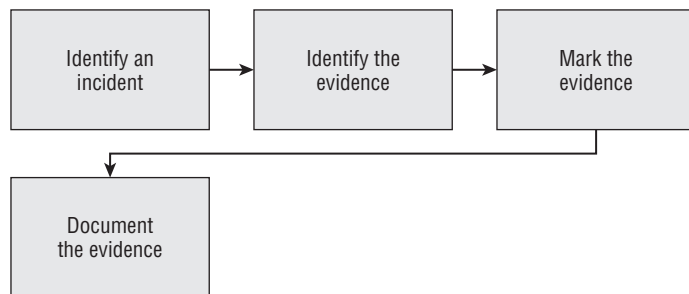 Identify an
incident
Identify the
evidence
Mark the
evidence
Document
the evidence